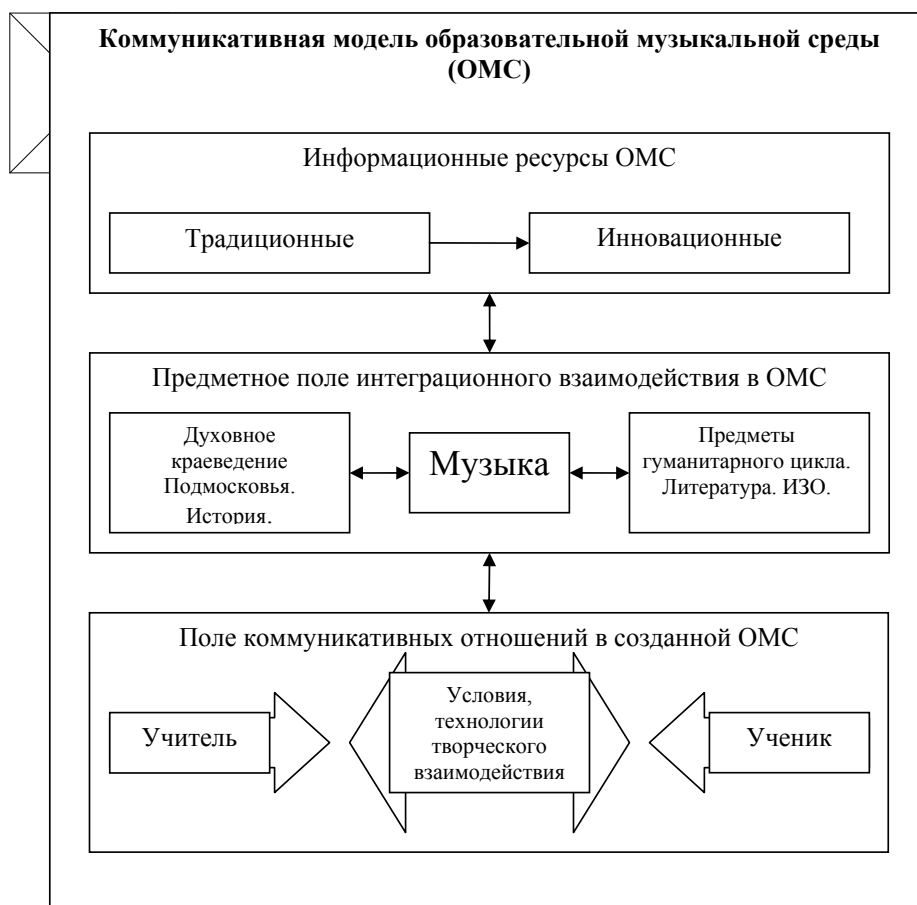 Коммуникативная модель образовательной музыкальной среды
(ОМС)
Информационные ресурсы ОМС
Традиционные
Инновационные
Предметное поле интеграционного взаимодействия в ОМС
Духовное
краеведение
Подмосковья.
История.
Музыка
Предметы
гуманитарного цикла.
Литература. ИЗО.
Поле коммуникативных отношений в созданной ОМС
Учитель
Условия,
технологии
творческого
взаимодействия
Ученик